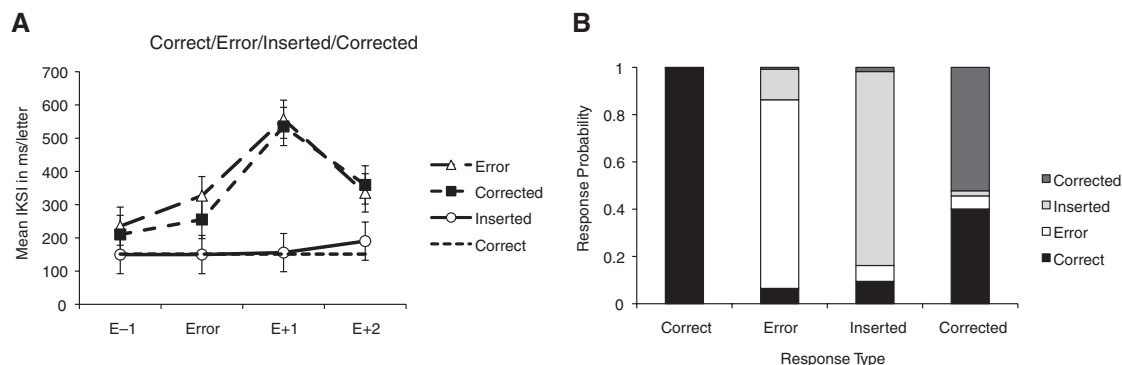 A
Correct/Error/Inserted/Corrected
Mean IKSI in ms/letter
700
600
500
400
300
200
100
0
E–1
Error
E+1
E+2
Error
Corrected
Inserted
Correct
B
Response Probability
1
0.8
0.6
0.4
0.2
0
Correct
Error
Inserted
Corrected
Response Type
Corrected
Inserted
Error
Correct